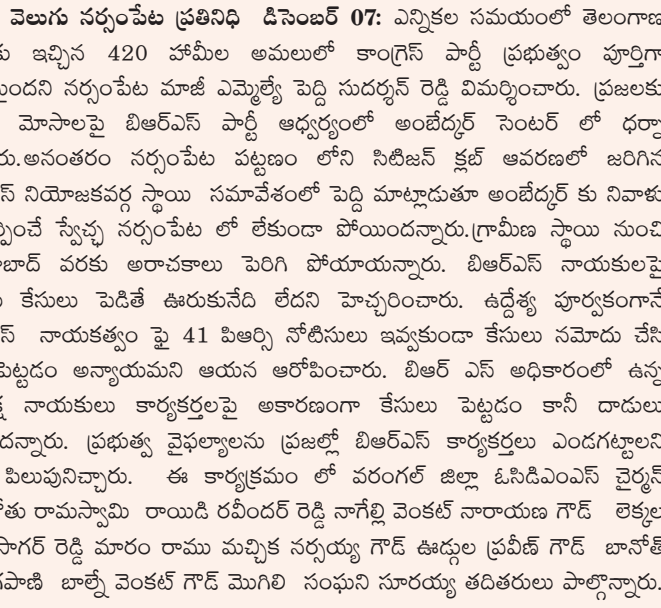 వెలుగు నర్సంపేట ప్రతినిధి డిసెంబర్ 07: ఎన్నికల సమయంలో తెలంగాణ
కు ఇచ్చిన 420 హామీల అమలులో కాంగ్రెస్ పార్టీ ప్రభుత్వం పూర్తిగా
మైందని నర్సంపేట మాజీ ఎమ్మెల్యే పెద్ది సుదర్శన్ రెడ్డి విమర్శించారు. ప్రజలకు
మోసాలపై బిఆర్ఎస్ పార్టీ ఆధ్వర్యంలో అంబేద్కర్ సెంటర్ లో ధర్నా
రు.అనంతరం నర్సంపేట పట్టణం లోని సిటిజన్ క్లబ్ ఆవరణలో జరిగిన
స్ నియోజకవర్గ స్థాయి సమావేశంలో పెద్ది మాట్లాడుతూ అంబేద్కర్ కు నివాళు
ర్పించే స్వేచ్ఛ నర్సంపేట లో లేకుండా పోయిందన్నారు.గ్రామీణ స్థాయి నుంచి
బాద్ వరకు అరాచకాలు పెరిగి పోయాయన్నారు. బిఆర్ఎస్ నాయకులపై
కేసులు పెడితే ఊరుకునేది లేదని హెచ్చరించారు. ఉద్దేశ్య పూర్వకంగానే
స్ నాయకత్వం పై 41 పిఆర్సి నోటిసులు ఇవ్వకుండా కేసులు నమోదు చేసి
పెట్టడం అన్యాయమని ఆయన ఆరోపించారు. బిఆర్ ఎస్ అధికారంలో ఉన్న
క్ష నాయకులు కార్యకర్తలపై అకారణంగా కేసులు పెట్టడం కానీ దాడులు
దన్నారు. ప్రభుత్వ వైఫల్యాలను ప్రజల్లో బిఆర్ఎస్ కార్యకర్తలు ఎండగట్టాలని
పిలుపునిచ్చారు. ఈ కార్యక్రమం లో వరంగల్ జిల్లా ఓసిడిఎంఎస్ చైర్మన్
తు రామస్వామి రాయిడి రవీందర్ రెడ్డి నాగేల్లి వెంకట్ నారాయణ గౌడ్ లెక్కల
సాగర్ రెడ్డి మారం రాము మచ్చిక నర్సయ్య గౌడ్ ఊడ్గుల ప్రవీణ్ గౌడ్ బానోత్
పాణి బాల్నే వెంకట్ గౌడ్ మొగిలి సంఘని సూరయ్య తదితరులు పాల్గొన్నారు.